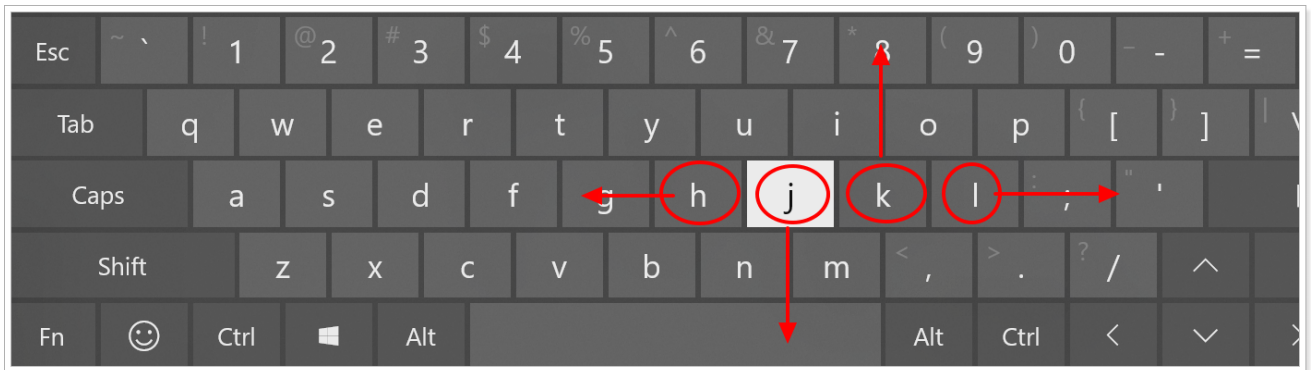 Esc ~ ` ! 1 @ 2 # 3 $ 4 % 5 ^ 6 & 7 * 8 ( 9 ) 0 _ - + =
Tab q w e r t y u i o p { [ } ] | \
Caps a s d f g h j k l : ; " '
Shift z x c v b n m < , > . ? /
Fn Ctrl Alt Alt Ctrl